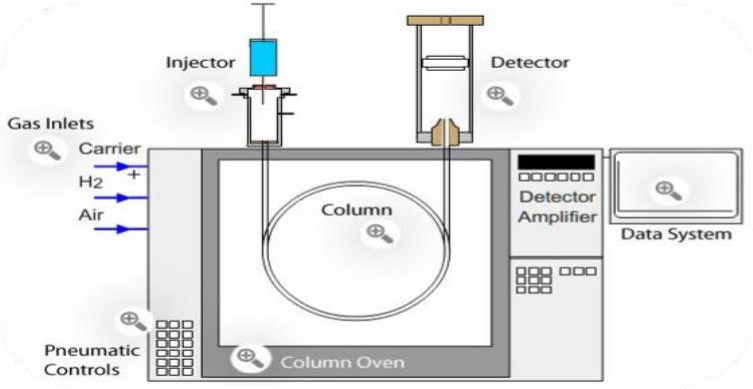 Injector
Detector
Gas Inlets
Carrier
+
H2
Air
Column
Detector
Amplifier
Data System
Pneumatic
Controls
Column Oven